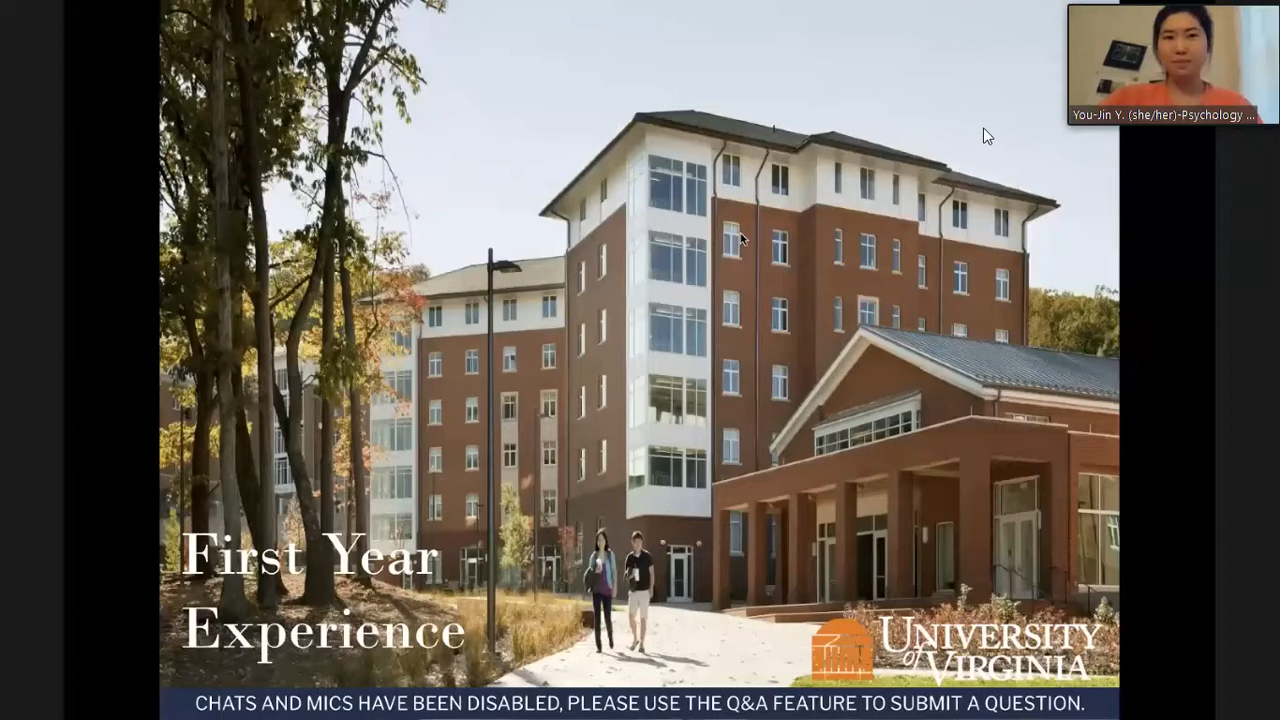 You-Jin Y. (she/her)-Psychology ...
First Year
Experience
UNIVERSITY
of VIRGINIA
CHATS AND MICS HAVE BEEN DISABLED, PLEASE USE THE Q&A FEATURE TO SUBMIT A QUESTION.